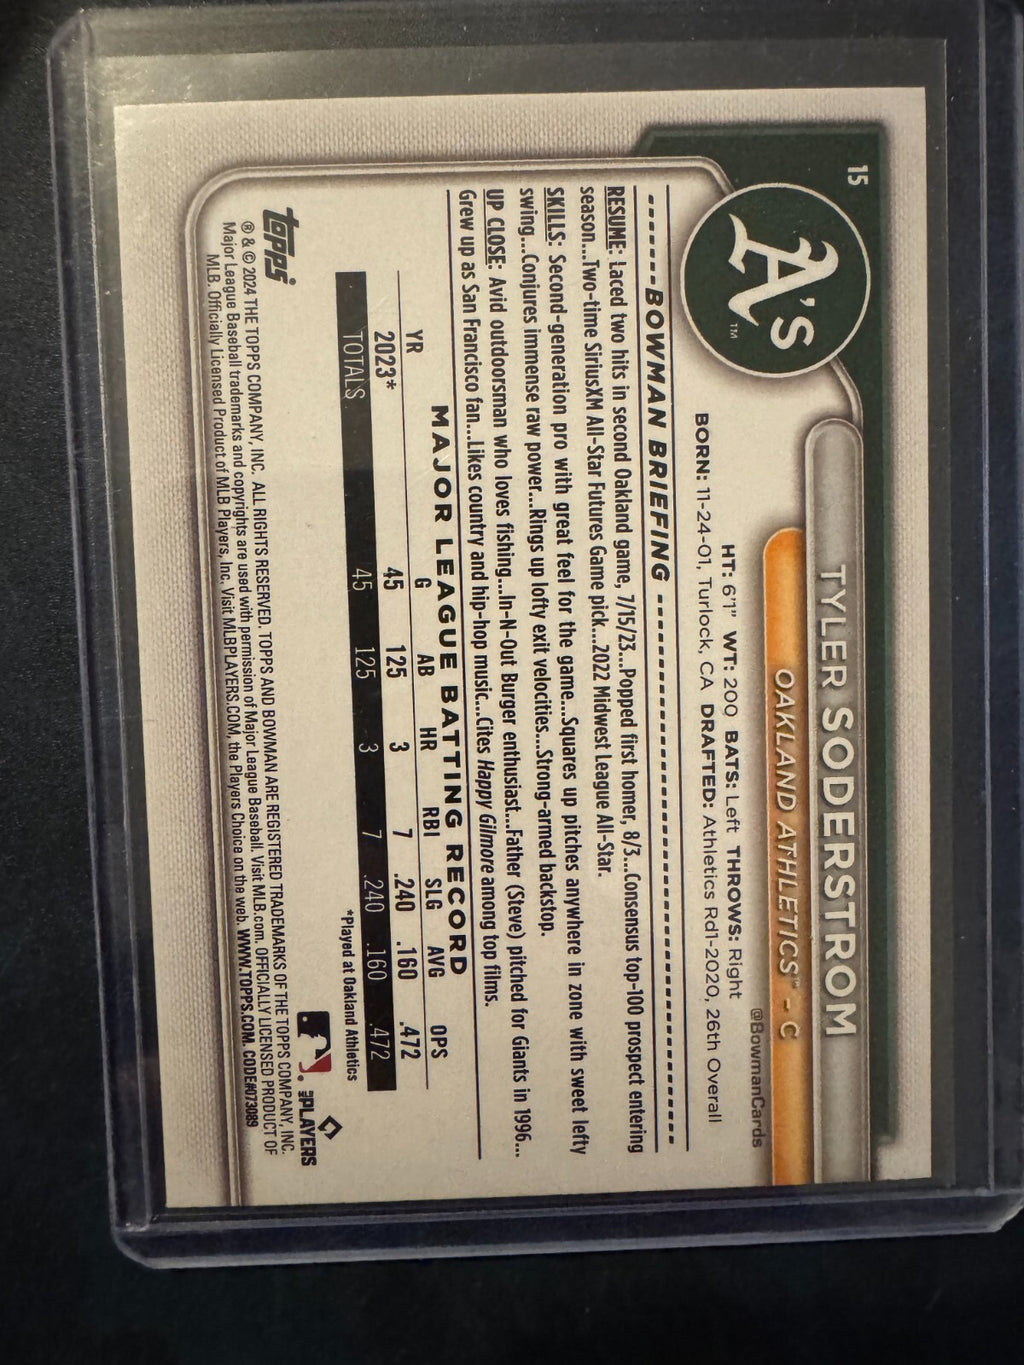 15
A's™
TYLER SODERSTROM
OAKLAND ATHLETICS™ - C
@BowmanCards
HT: 6'1" WT: 200 BATS: Left THROWS: Right
BORN: 11-24-01, Turlock, CA DRAFTED: Athletics Rd1-2020, 26th Overall
BOWMAN BRIEFING
RESUME: Laced two hits in second Oakland game, 7/15/23...Popped first homer, 8/3...Consensus top-100 prospect entering
season...Two-time SiriusXM All-Star Futures Game pick...2022 Midwest League All-Star.
SKILLS: Second-generation pro with great feel for the game...Squares up pitches anywhere in zone with sweet lefty
swing...Conjures immense raw power...Rings up lofty exit velocities...Strong-armed backstop.
UP CLOSE: Avid outdoorsman who loves fishing...In-N-Out Burger enthusiast...Father (Steve) pitched for Giants in 1996...
Grew up as San Francisco fan...Likes country and hip-hop music...Cites Happy Gilmore among top films.
MAJOR LEAGUE BATTING RECORD
YR G AB HR RBI SLG AVG OPS
2023* 45 125 3 7 .240 .160 .472
TOTALS 45 125 3 7 .240 .160 .472
*Played at Oakland Athletics
topps
MLB PLAYERS
® & © 2024 THE TOPPS COMPANY, INC. ALL RIGHTS RESERVED. TOPPS AND BOWMAN ARE REGISTERED TRADEMARKS OF THE TOPPS COMPANY, INC.
Major League Baseball trademarks and copyrights are used with permission of Major League Baseball. Visit MLB.com. OFFICIALLY LICENSED PRODUCT OF
MLB. Officially Licensed Product of MLB Players, Inc. Visit MLBPLAYERS.COM, the Players Choice on the web. WWW.TOPPS.COM. CODE#073089